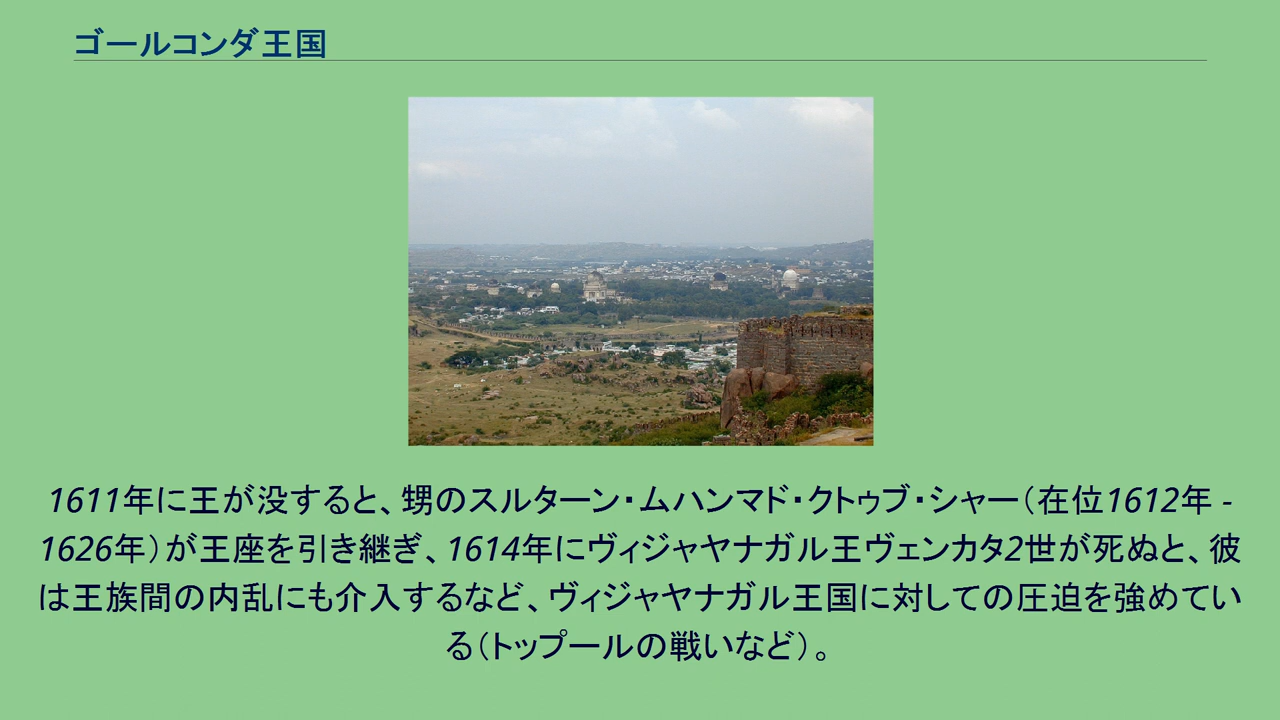 ゴールコンダ王国
1611年に王が没すると、甥のスルターン・ムハンマド・クトゥブ・シャー（在位1612年 -
1626年）が王座を引き継ぎ、1614年にヴィジャヤナガル王ヴェンカタ2世が死ぬと、彼
は王族間の内乱にも介入するなど、ヴィジャヤナガル王国に対しての圧迫を強めてい
る（トップールの戦いなど）。